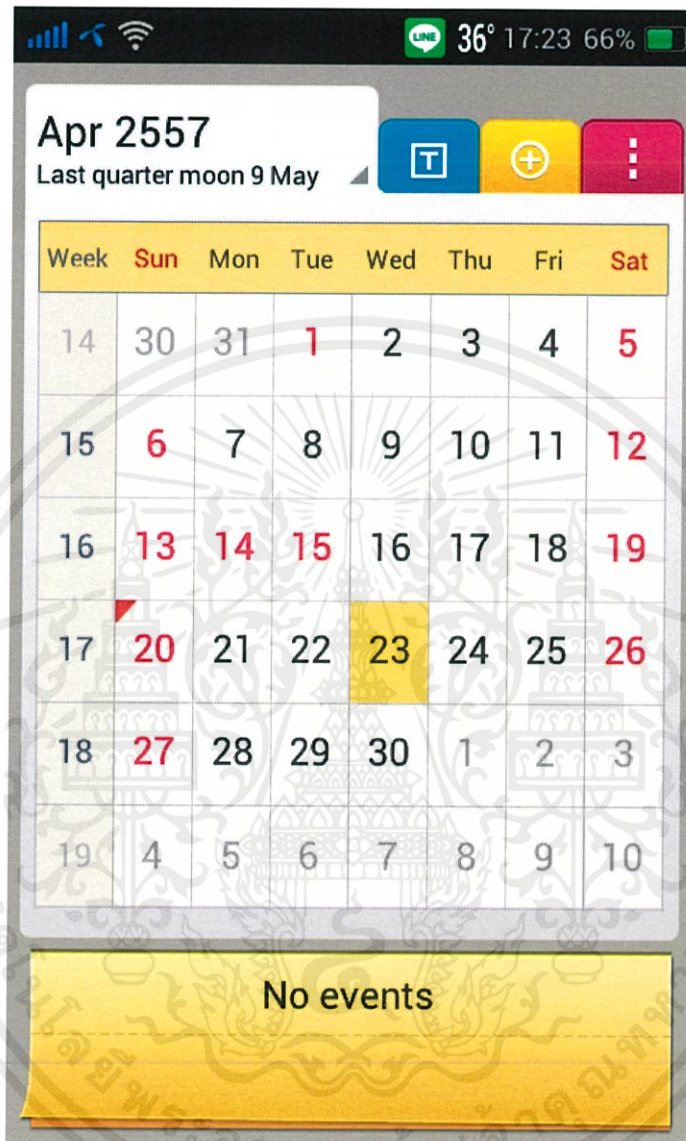 LINE 36° 17:23 66%
Apr 2557
Last quarter moon 9 May
T
Week Sun Mon Tue Wed Thu Fri Sat
14 30 31 1 2 3 4 5
15 6 7 8 9 10 11 12
16 13 14 15 16 17 18 19
17 20 21 22 23 24 25 26
18 27 28 29 30 1 2 3
19 4 5 6 7 8 9 10
No events